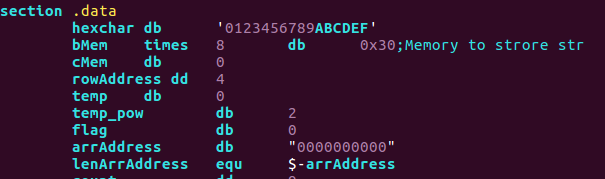 section .data
hexchar db '0123456789ABCDEF'
bMem times 8 db 0x30;Memory to strore str
cMem db 0
rowAddress dd 4
temp db 0
temp_pow db 2
flag db 0
arrAddress db "0000000000"
lenArrAddress equ $-arrAddress